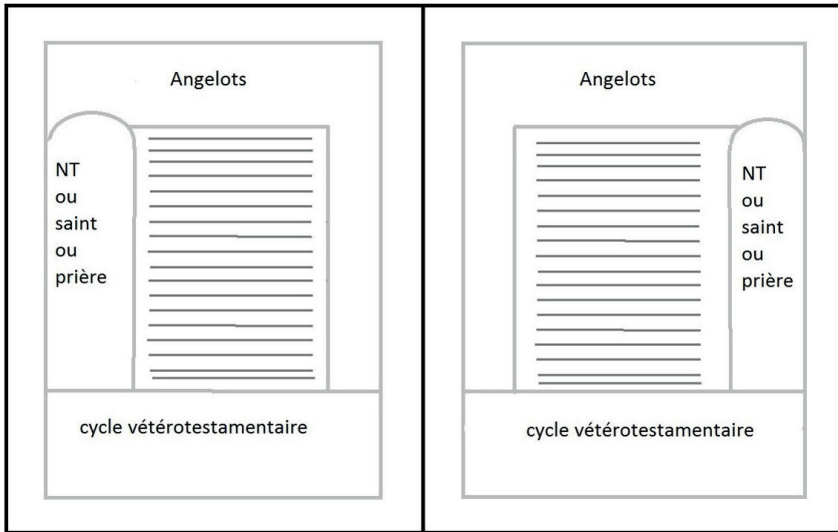 Angelots
NT
ou
saint
ou
prière
cycle vétérotestamentaire
Angelots
NT
ou
saint
ou
prière
cycle vétérotestamentaire